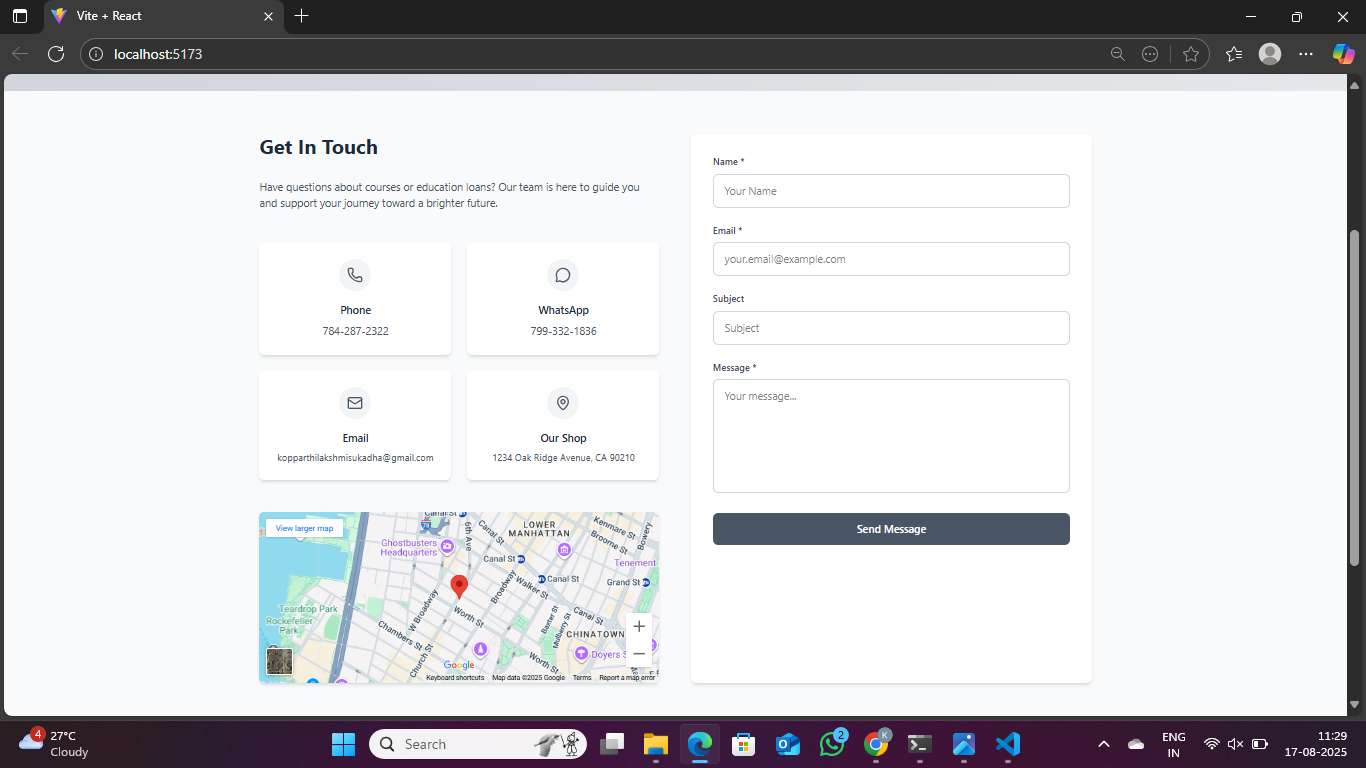 Vite + React
localhost:5173
Get In Touch
Have questions about courses or education loans? Our team is here to guide you
and support your journey toward a brighter future.
Phone
784-287-2322
WhatsApp
799-332-1836
Email
kopparthilakshmisukadha@gmail.com
Our Shop
1234 Oak Ridge Avenue, CA 90210
View larger map
Canal St
78
6th Ave
Canal St
LOWER
MANHATTAN
Kenmare St
Broome St
Bowery
Ghostbusters
Headquarters
Canal St
Tenement
Canal St
Grand St
Walker St
Broadway
W Broadway
Worth St
Baxter St
Mulberry St
Canal St
Teardrop Park
Rockefeller
Park
Chambers St
Church St
CHINATOWN
Worth St
Doyers S
Google
Keyboard shortcuts
Map data ©2025 Google
Terms
Report a map error
Name *
Your Name
Email *
your.email@example.com
Subject
Subject
Message *
Your message...
Send Message
4
27°C
Cloudy
Search
2
K
ENG
IN
11:29
17-08-2025